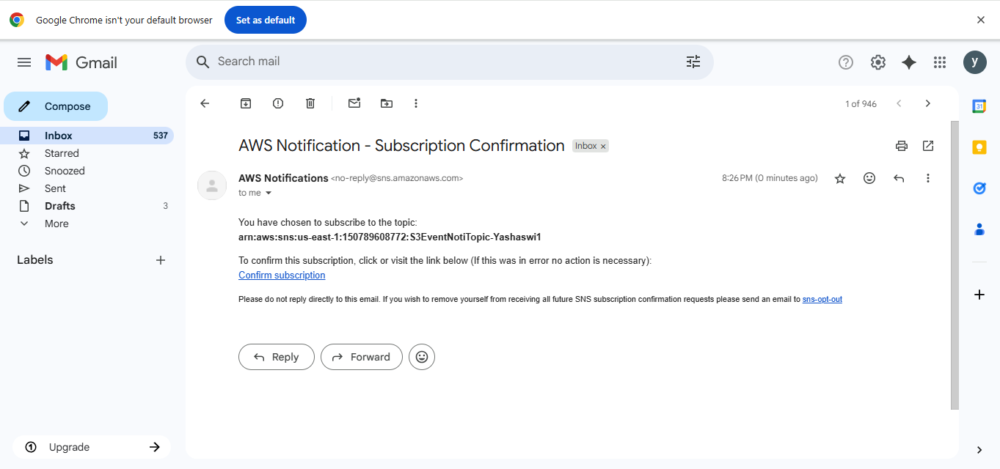 Google Chrome isn't your default browser Set as default
Gmail
Search mail
y
Compose
1 of 946
31
Inbox 537
Starred
Snoozed
Sent
Drafts 3
More
Labels
AWS Notification - Subscription Confirmation Inbox x
AWS Notifications <no-reply@sns.amazonaws.com> 8:26 PM (0 minutes ago)
to me
You have chosen to subscribe to the topic:
arn:aws:sns:us-east-1:150789608772:S3EventNotiTopic-Yashaswi1
To confirm this subscription, click or visit the link below (If this was in error no action is necessary):
Confirm subscription
Please do not reply directly to this email. If you wish to remove yourself from receiving all future SNS subscription confirmation requests please send an email to sns-opt-out
Reply Forward
1 Upgrade